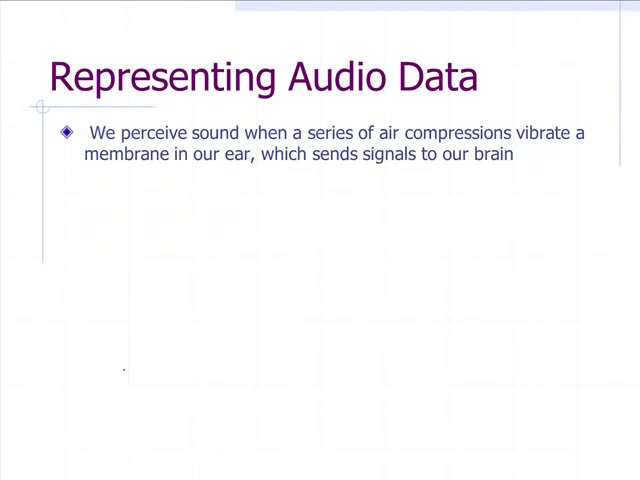 Representing Audio Data
We perceive sound when a series of air compressions vibrate a
membrane in our ear, which sends signals to our brain